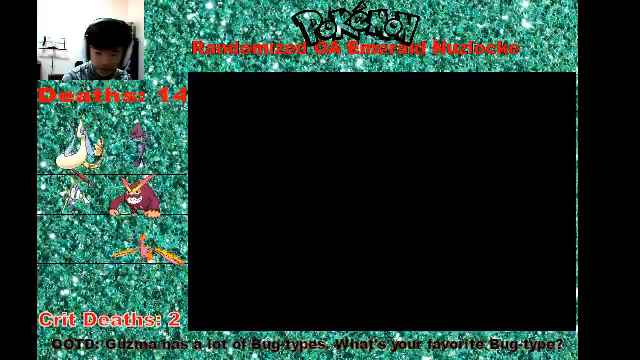 POKéMON
Randomized OA Emerald Nuzlocke
Deaths: 14
Crit Deaths: 2
QOTD: Guzma has a lot of Bug-types. What's your favorite Bug-type?